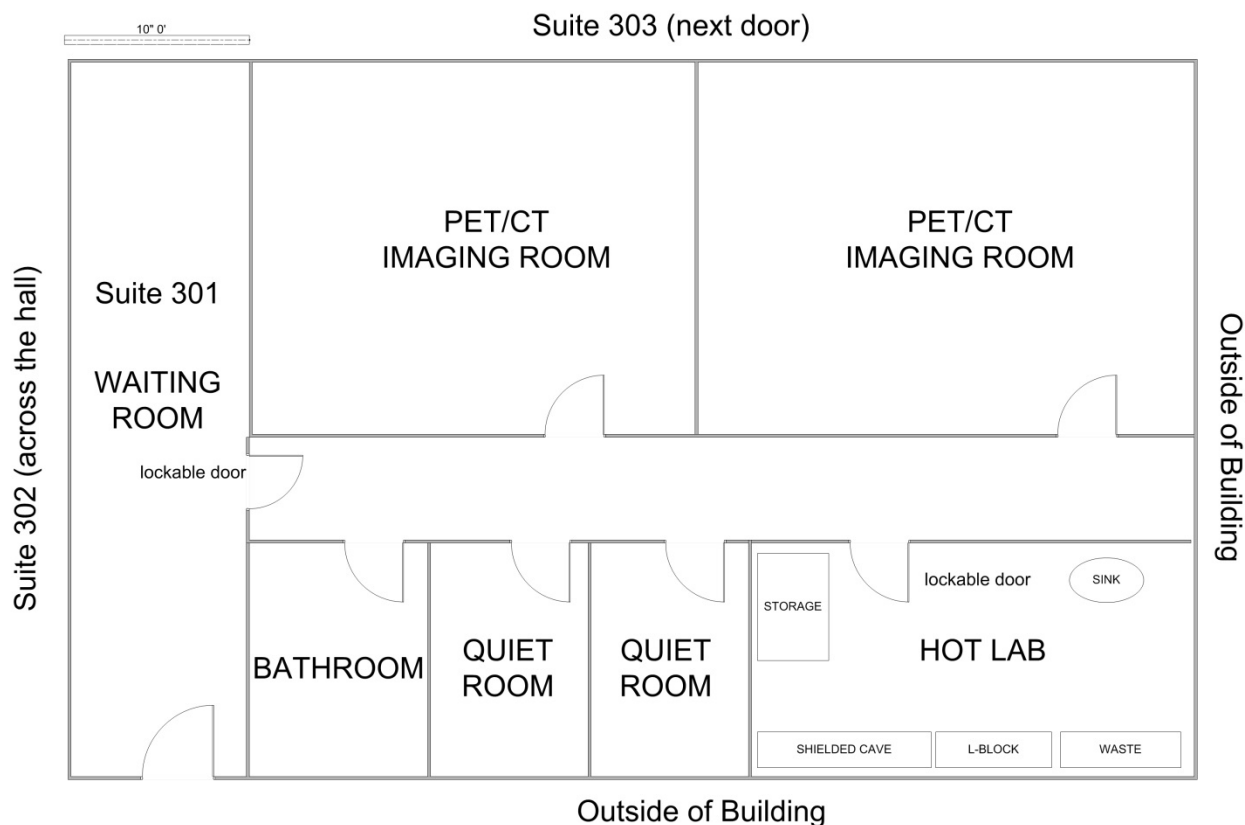 10" 0'
Suite 303 (next door)
PET/CT
IMAGING ROOM
PET/CT
IMAGING ROOM
Suite 302 (across the hall)
Suite 301
WAITING
ROOM
Outside of Building
lockable door
STORAGE
lockable door
SINK
BATHROOM
QUIET
ROOM
QUIET
ROOM
HOT LAB
SHIELDED CAVE
L-BLOCK
WASTE
Outside of Building